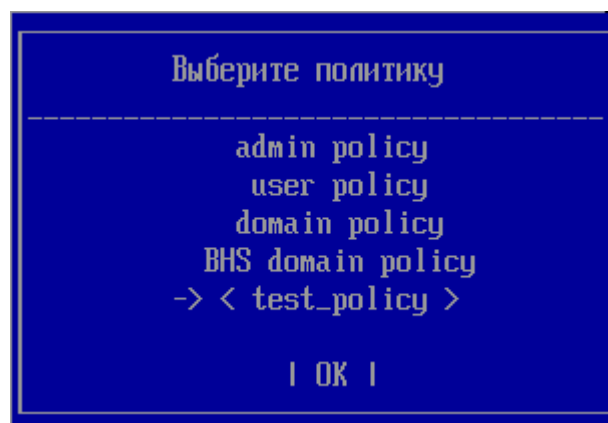 Выберите политику
admin policy
user policy
domain policy
BHS domain policy
-> < test_policy >
| OK |